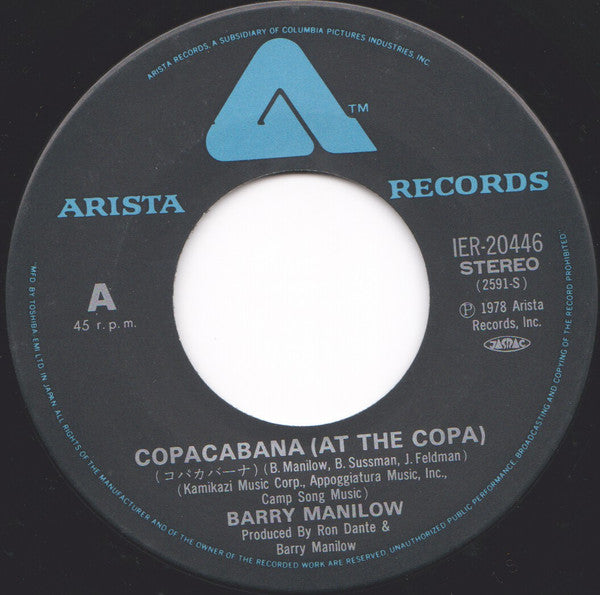 ARISTA RECORDS, A SUBSIDIARY OF COLUMBIA PICTURES INDUSTRIES, INC.
TM
ARISTA RECORDS
IER-20446
STEREO
(2591-S)
Ⓟ 1978 Arista
Records, Inc.
JASRAC
A
45 r.p.m.
COPACABANA (AT THE COPA)
(コパカバーナ) (B. Manilow, B. Sussman, J. Feldman)
(Kamikazi Music Corp., Appoggiatura Music, Inc.,
Camp Song Music)
BARRY MANILOW
Produced By Ron Dante &
Barry Manilow
"MFD BY TOSHIBA EMI LTD. IN JAPAN. ALL RIGHTS OF THE MANUFACTURER AND OF THE OWNER OF THE RECORDED WORK ARE RESERVED. UNAUTHORIZED PUBLIC PERFORMANCE, BROADCASTING AND COPYING OF THE RECORD PROHIBITED"